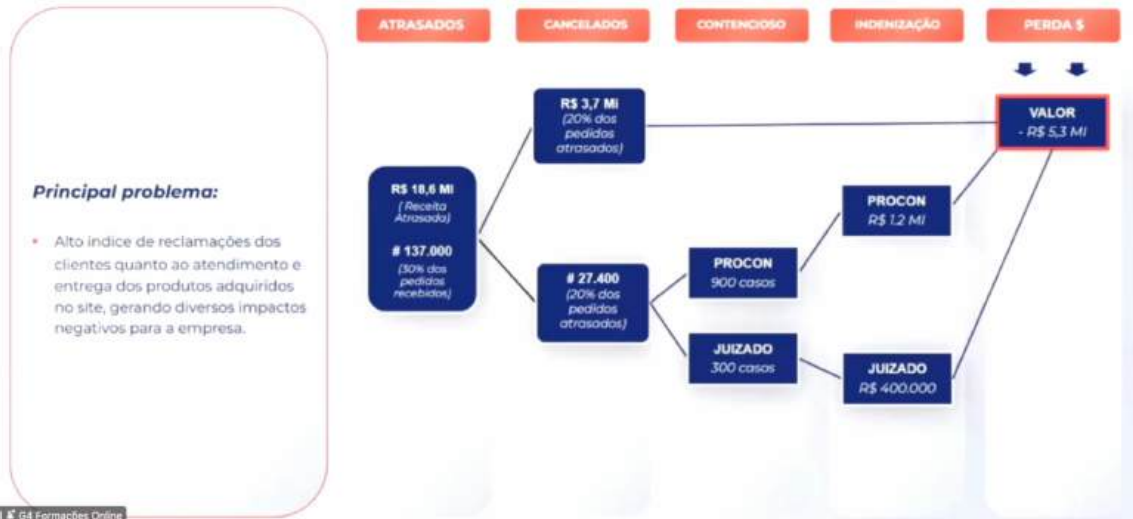 ATRASADOS
CANCELADOS
CONTENCIOSO
INDENIZAÇÃO
PERDA $
Principal problema:
• Alto índice de reclamações dos
clientes quanto ao atendimento e
entrega dos produtos adquiridos
no site, gerando diversos impactos
negativos para a empresa.
R$ 18,6 MI
( Receita
Atrasada)
# 137.000
(30% dos
pedidos
recebidos)
R$ 3,7 Mi
(20% dos
pedidos
atrasados)
# 27.400
(20% dos
pedidos
atrasados)
PROCON
900 casos
JUIZADO
300 casos
PROCON
R$ 1.2 MI
JUIZADO
R$ 400.000
VALOR
- R$ 5,3 MI
G4 Formações Online